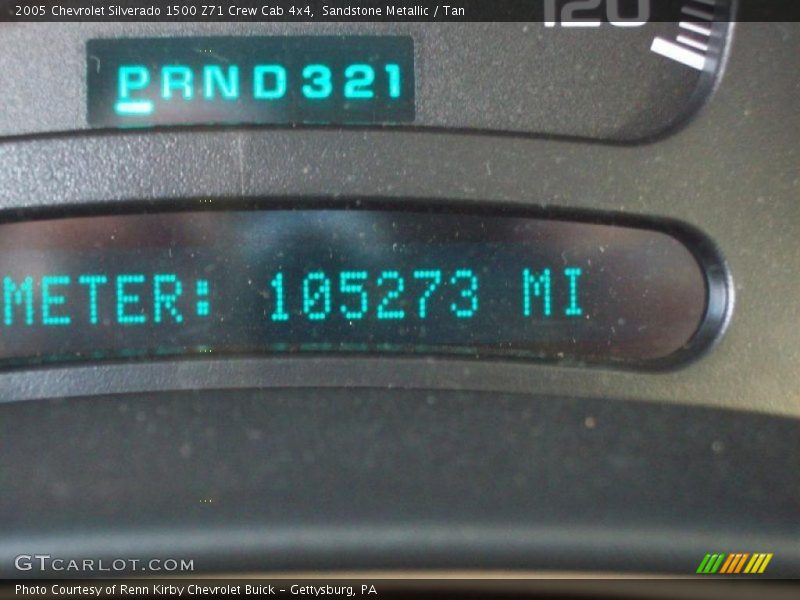 2005 Chevrolet Silverado 1500 Z71 Crew Cab 4x4, Sandstone Metallic / Tan
120
PRND321
METER: 105273 MI
GTCARLOT.COM
Photo Courtesy of Renn Kirby Chevrolet Buick - Gettysburg, PA